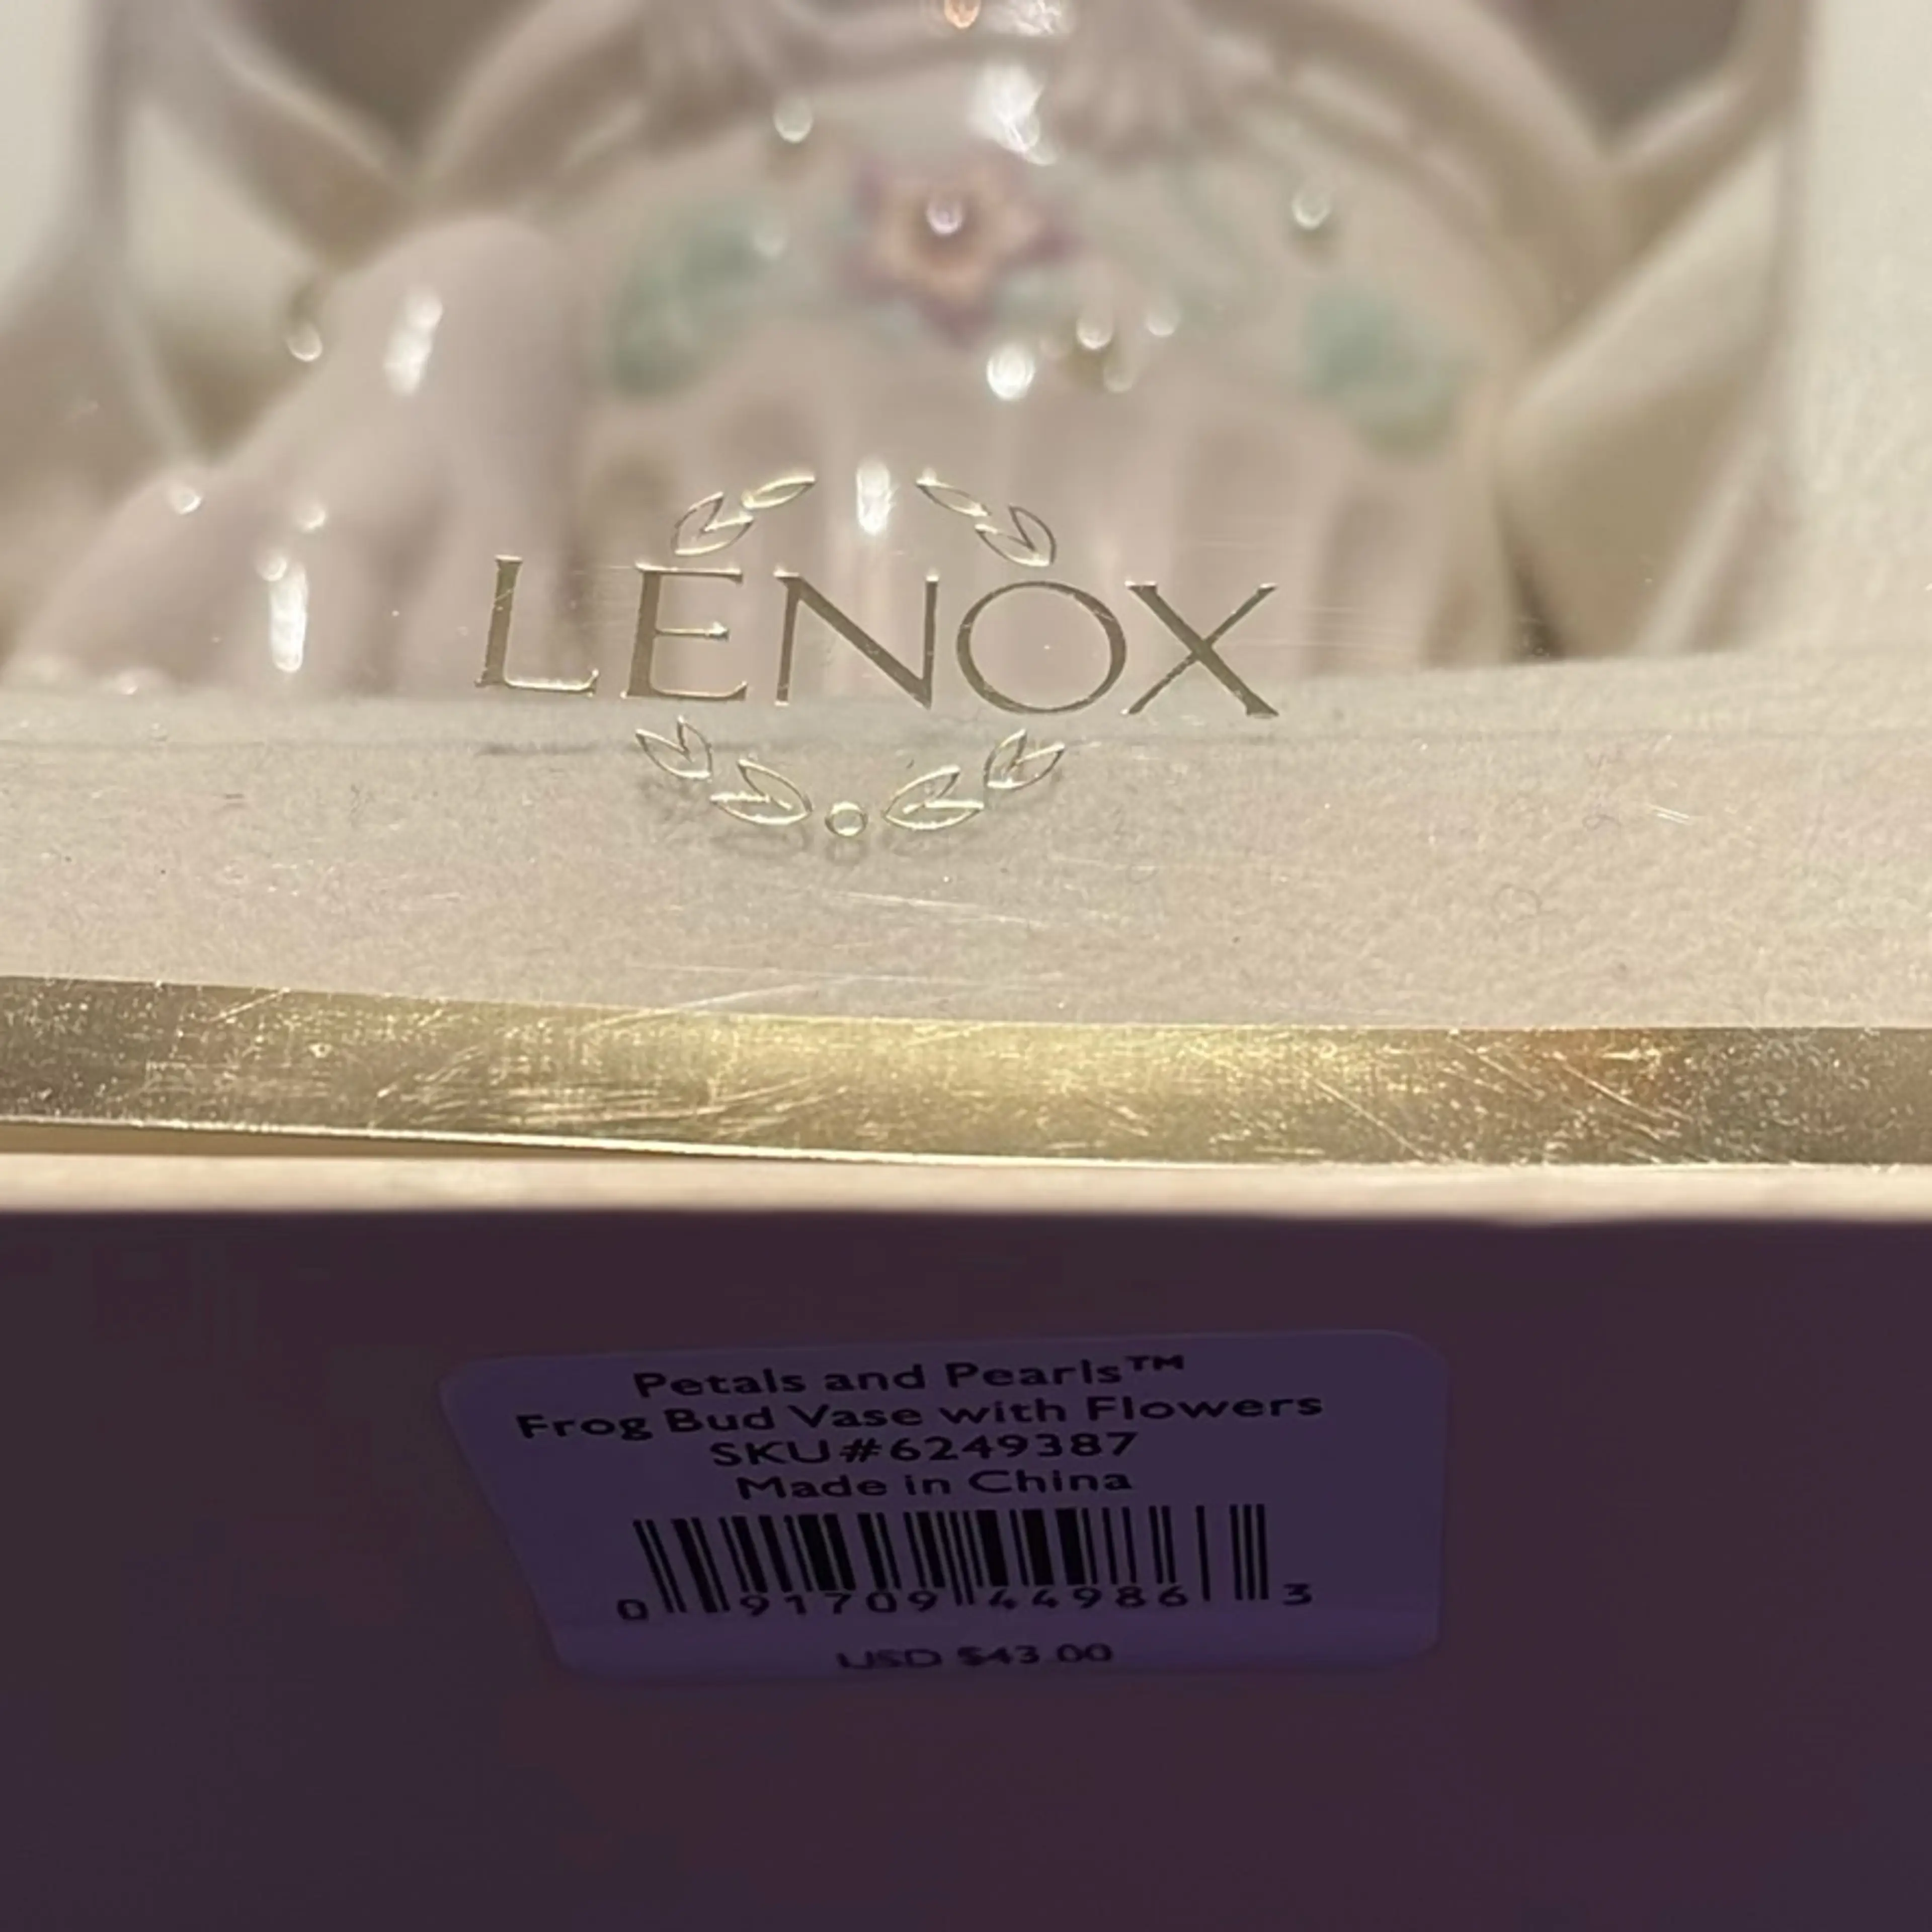 LENOX
Petals and Pearls™
Frog Bud Vase with Flowers
SKU#6249387
Made in China
0 91709 44986 3
USD $43.00